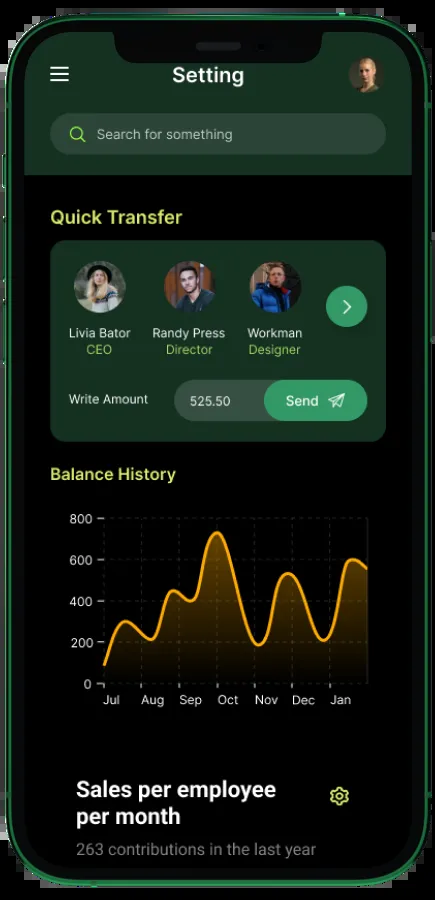 Setting
Search for something
Quick Transfer
Livia Bator Randy Press Workman
CEO Director Designer
Write Amount 525.50 Send
Balance History
800
600
400
200
0
Jul Aug Sep Oct Nov Dec Jan
Sales per employee
per month
263 contributions in the last year